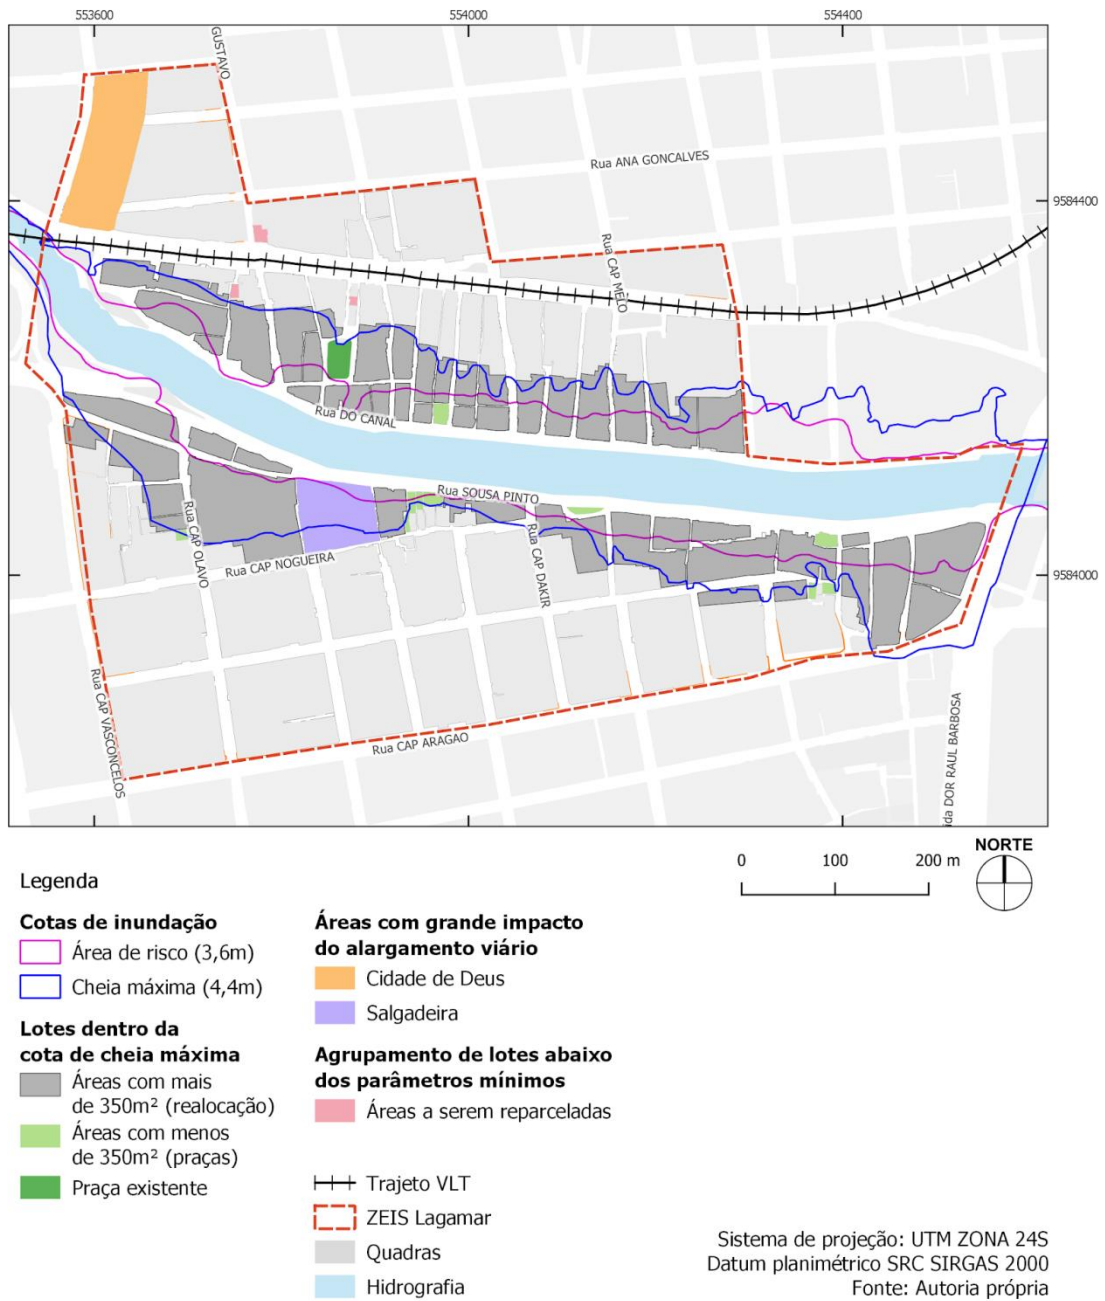 553600
554000
554400
GUSTAVO
Rua ANA GONCALVES
9584400
Rua CAP MELO
Rua DO CANAL
Rua SOUSA PINTO
Rua CAP OLAVO
Rua CAP NOGUEIRA
Rua CAP DAKIR
9584000
Rua CAP VASCONCELOS
Rua CAP ARAGAO
ida DOR RAUL BARBOSA
0 100 200 m
NORTE
Legenda
Cotas de inundação
Área de risco (3,6m)
Cheia máxima (4,4m)
Lotes dentro da
cota de cheia máxima
Áreas com mais
de 350m² (realocação)
Áreas com menos
de 350m² (praças)
Praça existente
Áreas com grande impacto
do alargamento viário
Cidade de Deus
Salgadeira
Agrupamento de lotes abaixo
dos parâmetros mínimos
Áreas a serem reparceladas
Trajeto VLT
ZEIS Lagamar
Quadras
Hidrografia
Sistema de projeção: UTM ZONA 24S
Datum planimétrico SRC SIRGAS 2000
Fonte: Autoria própria